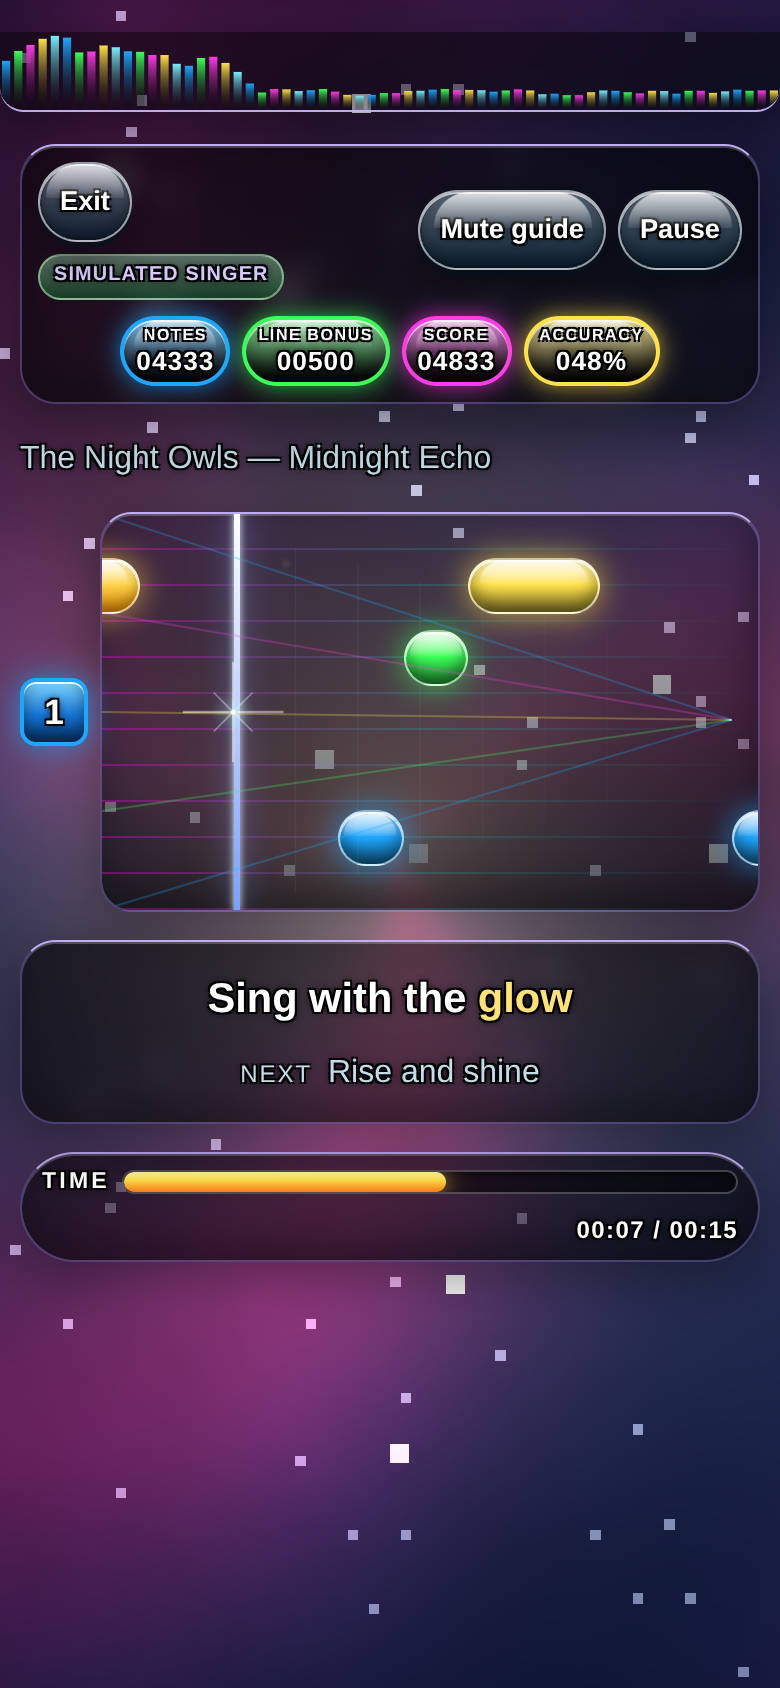 Exit
Mute guide
Pause
SIMULATED SINGER
NOTES
04333
LINE BONUS
00500
SCORE
04833
ACCURACY
048%
The Night Owls — Midnight Echo
1
Sing with the glow
NEXT Rise and shine
TIME
00:07 / 00:15